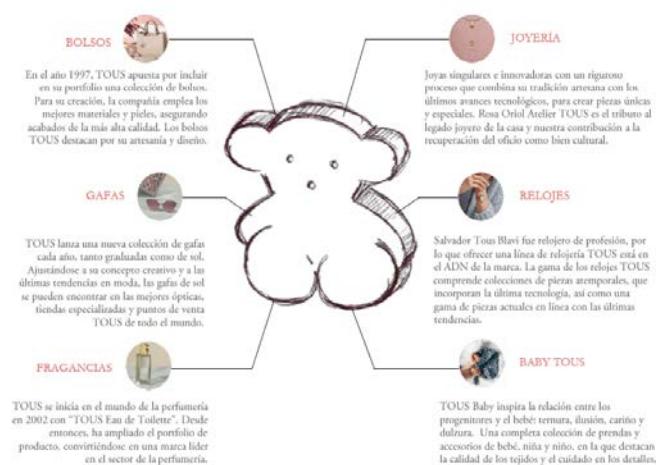 BOLSOS
En el año 1997, TOUS apuesta por incluir
en su portfolio una colección de bolsos.
Para su creación, la compañía emplea los
mejores materiales y pieles, asegurando
acabados de la más alta calidad. Los bolsos
TOUS destacan por su artesanía y diseño.
JOYERÍA
Joyas singulares e innovadoras con un riguroso
proceso que combina su tradición artesana con los
últimos avances tecnológicos, para crear piezas únicas
y especiales. Rosa Oriol Atelier TOUS es el tributo al
legado joyero de la casa y nuestra contribución a la
recuperación del oficio como bien cultural.
GAFAS
TOUS lanza una nueva colección de gafas
cada año, tanto graduadas como de sol.
Ajustándose a su concepto creativo y a las
últimas tendencias en moda, las gafas de sol
se pueden encontrar en las mejores ópticas,
tiendas especializadas y puntos de venta
TOUS de todo el mundo.
RELOJES
Salvador Tous Blavi fue relojero de profesión, por
lo que ofrecer una línea de relojería TOUS está en
el ADN de la marca. La gama de los relojes TOUS
comprende colecciones de piezas atemporales, que
incorporan la última tecnología, así como una
gama de piezas actuales en línea con las últimas
tendencias.
FRAGANCIAS
TOUS se inicia en el mundo de la perfumería
en 2002 con "TOUS Eau de Toilette". Desde
entonces, ha ampliado el portfolio de
producto, convirtiéndose en una marca líder
en el sector de la perfumería.
BABY TOUS
TOUS Baby inspira la relación entre los
progenitores y el bebé: ternura, ilusión, cariño y
dulzura. Una completa colección de prendas y
accesorios de bebé, niña y niño, en la que destacan
la calidad de los tejidos y el cuidado en los detalles.